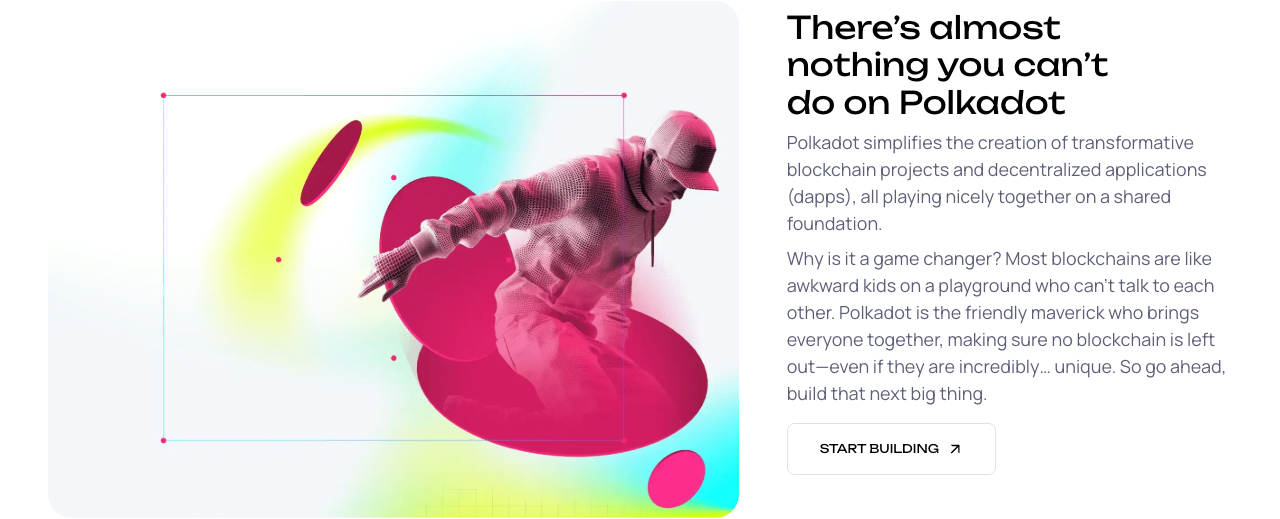 There’s almost
nothing you can’t
do on Polkadot
Polkadot simplifies the creation of transformative
blockchain projects and decentralized applications
(dapps), all playing nicely together on a shared
foundation.
Why is it a game changer? Most blockchains are like
awkward kids on a playground who can’t talk to each
other. Polkadot is the friendly maverick who brings
everyone together, making sure no blockchain is left
out—even if they are incredibly… unique. So go ahead,
build that next big thing.
START BUILDING